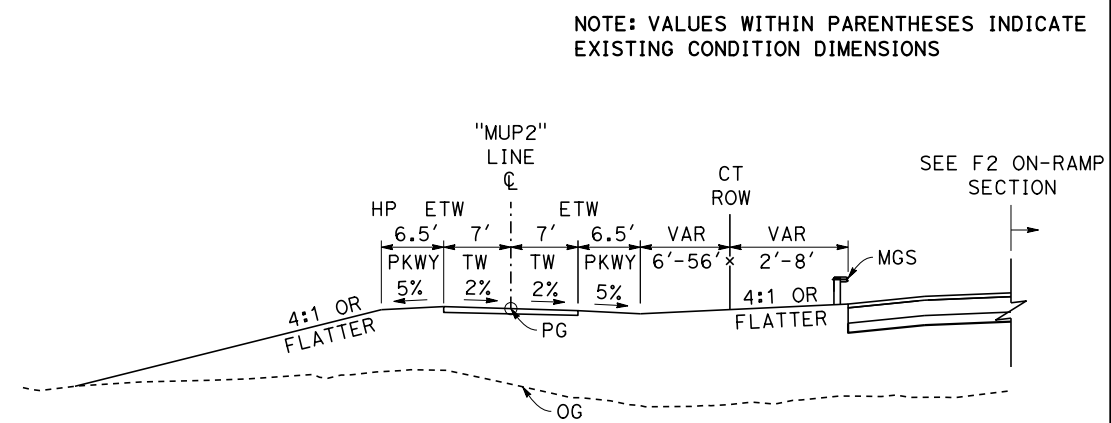 NOTE: VALUES WITHIN PARENTHESES INDICATE
EXISTING CONDITION DIMENSIONS
"MUP2"
LINE
℄
SEE F2 ON-RAMP
SECTION
CT
ROW
HP ETW ETW
6.5' 7' 7' 6.5' VAR VAR
PKWY TW TW PKWY 6'-56' 2'-8'
MGS
5% 2% 2% 5%
4:1 OR
FLATTER
4:1 OR
FLATTER
PG
OG